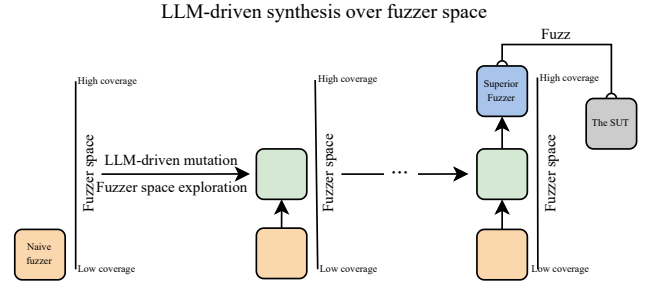 LLM-driven synthesis over fuzzer space
Fuzz
High coverage
High coverage
High coverage
Superior
Fuzzer
The SUT
Fuzzer space
LLM-driven mutation
Fuzzer space exploration
Fuzzer space
...
Fuzzer space
Naive
fuzzer
Low coverage
Low coverage
Low coverage